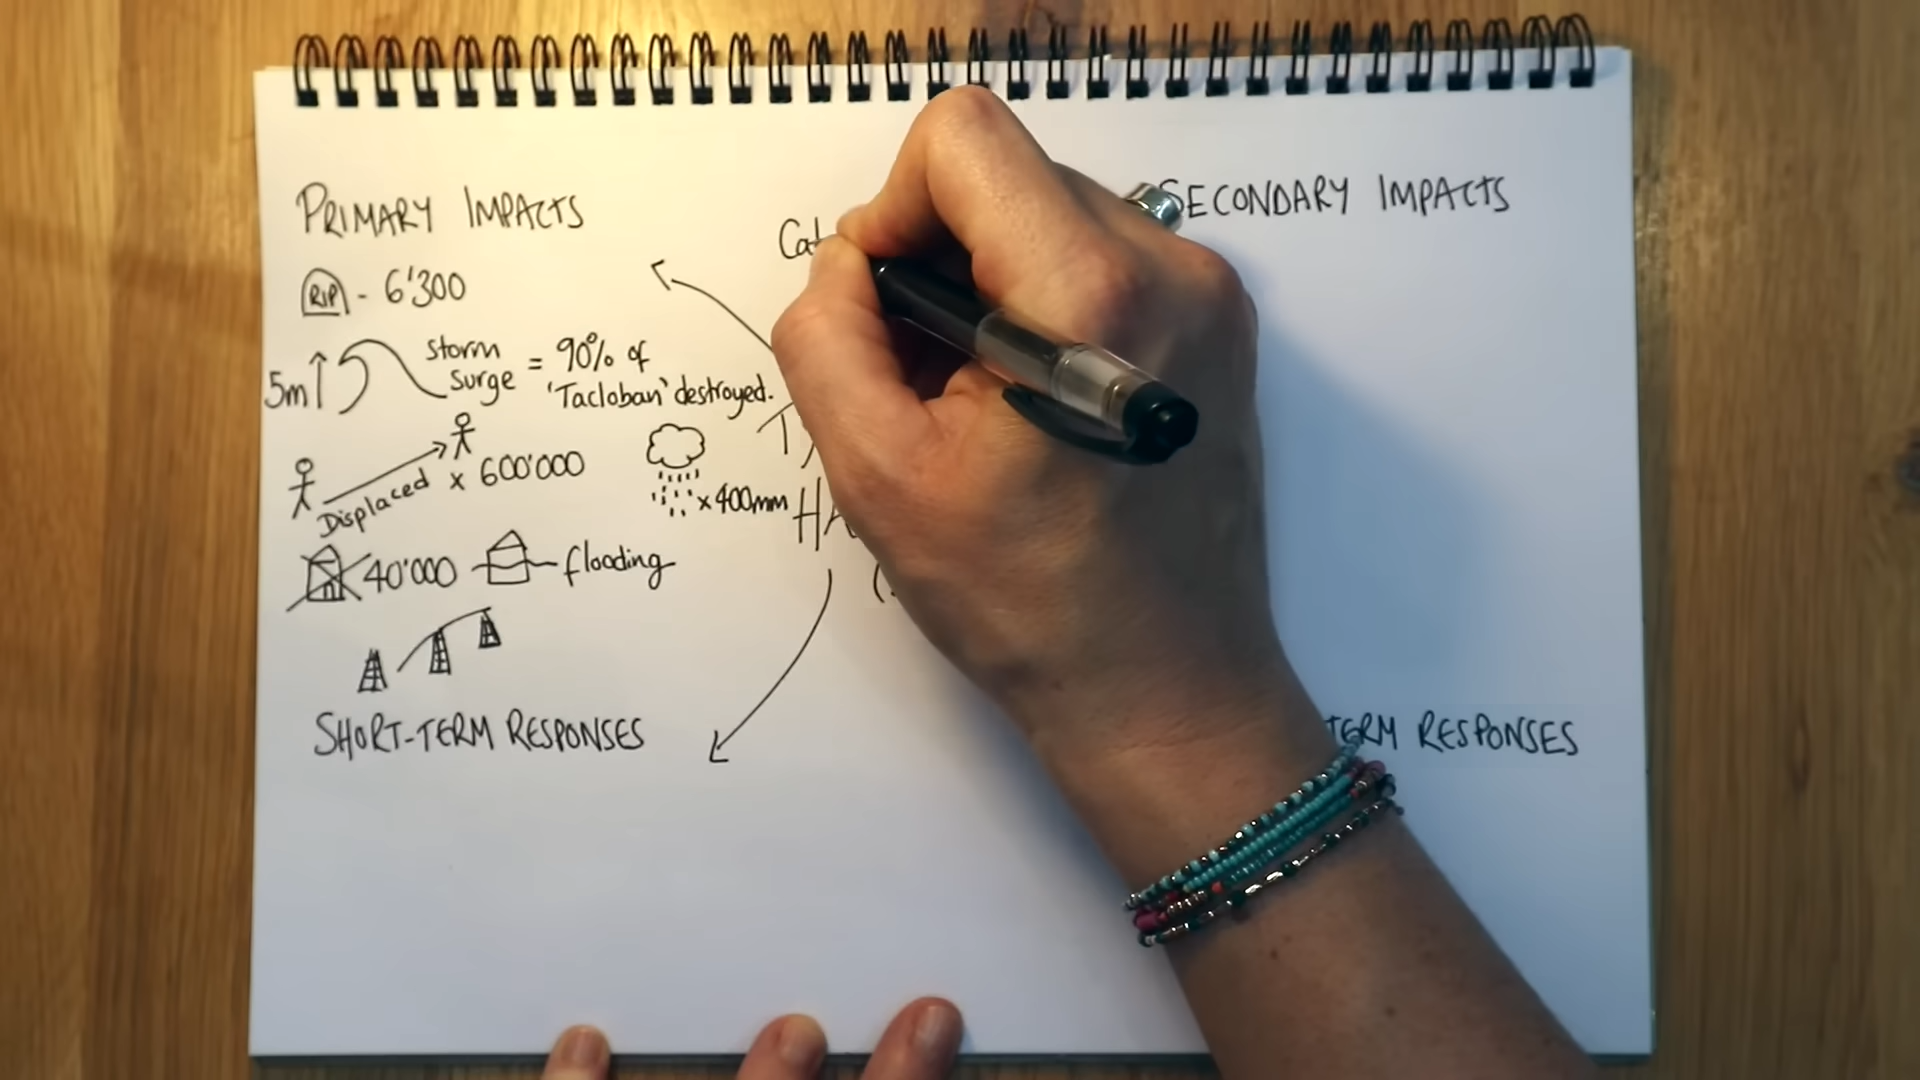 PRIMARY IMPACTS
SECONDARY IMPACTS
RIP - 6'300
5m
storm surge = 90% of
'Tacloban' destroyed.
Displaced x 600'000
x 400mm
40'000
flooding
SHORT-TERM RESPONSES
TERM RESPONSES